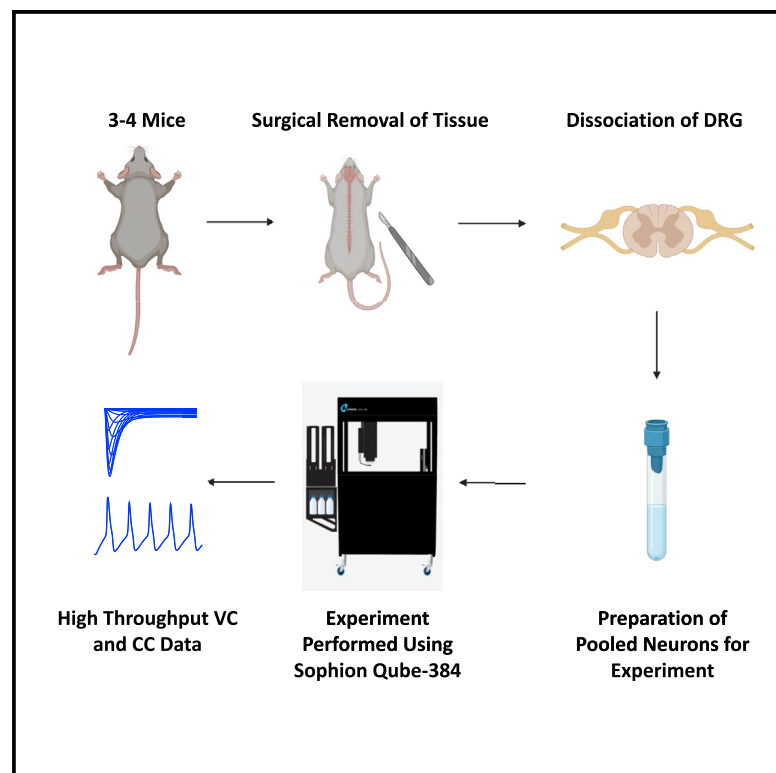 3-4 Mice
Surgical Removal of Tissue
Dissociation of DRG
High Throughput VC
and CC Data
Experiment
Performed Using
Sophion Qube-384
Preparation of
Pooled Neurons for
Experiment